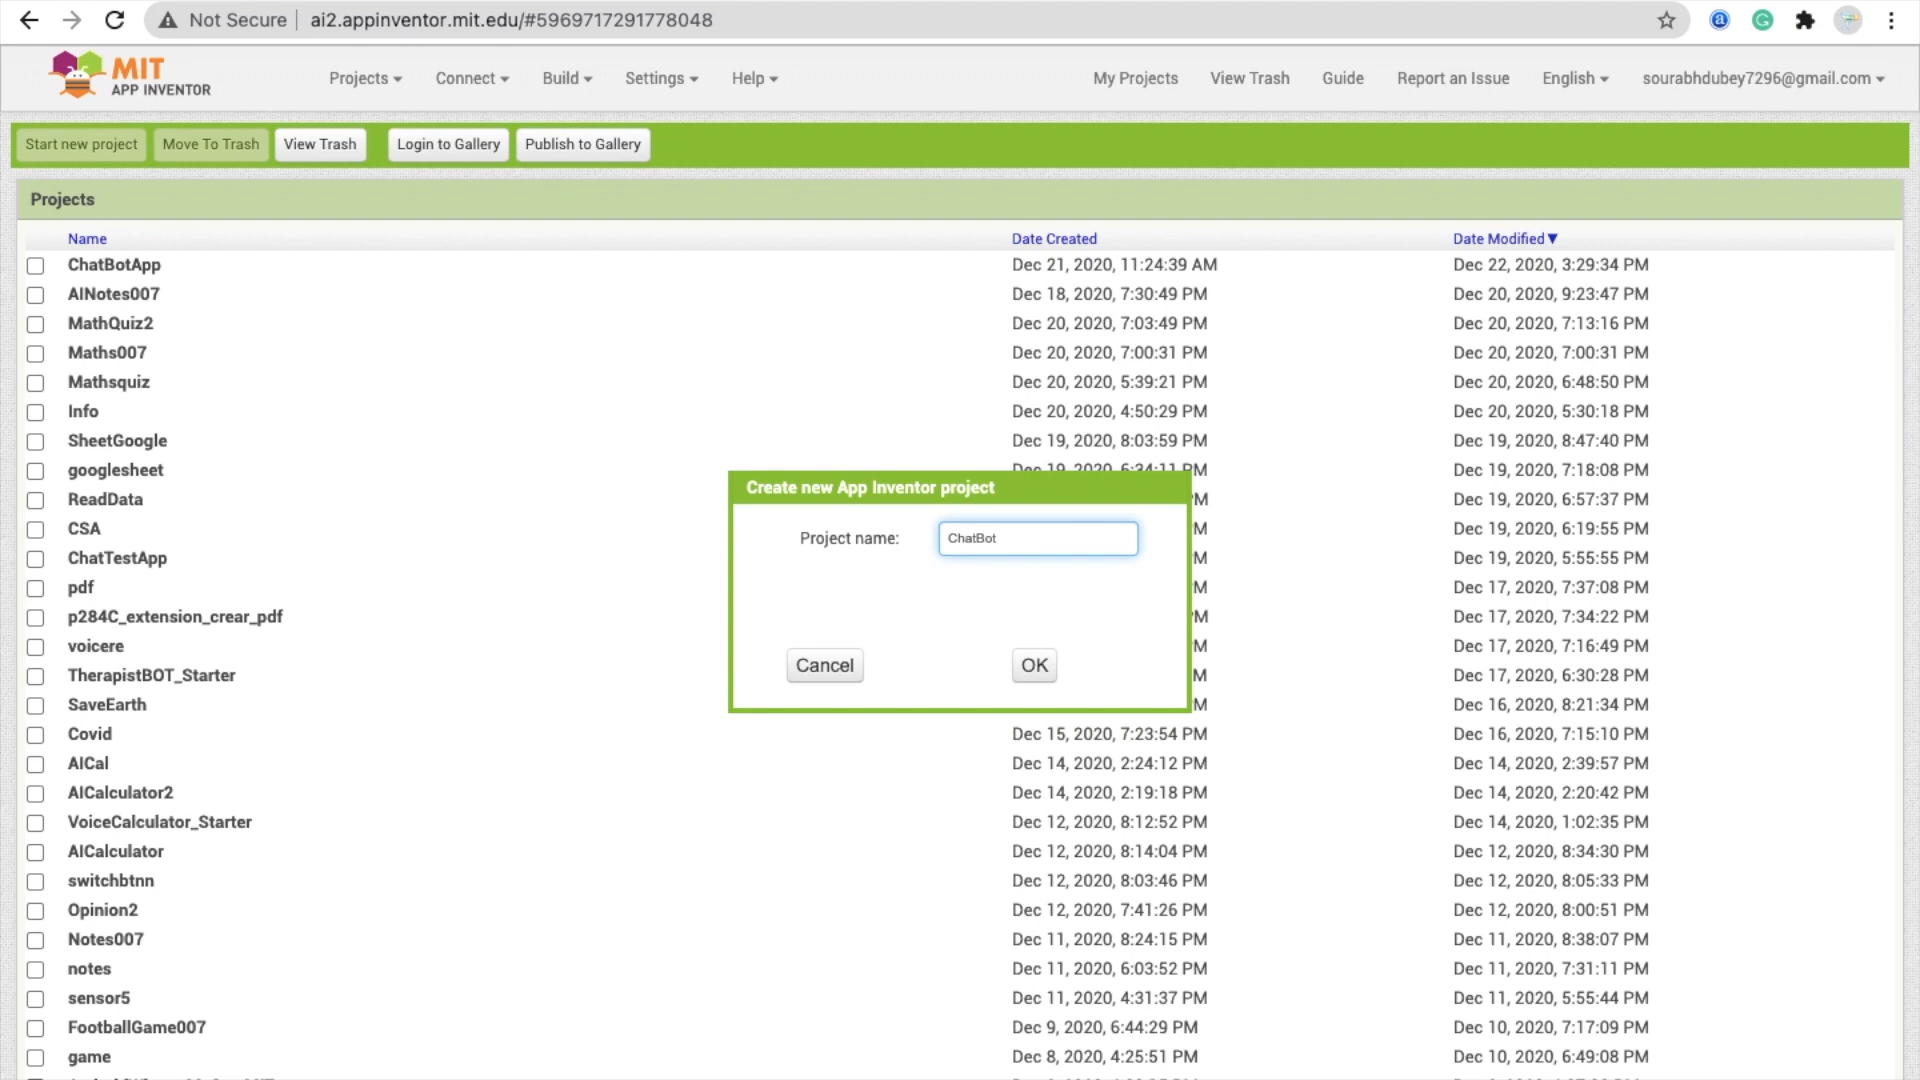 Not Secure ai2.appinventor.mit.edu/#5969717291778048
MIT APP INVENTOR
Projects Connect Build Settings Help My Projects View Trash Guide Report an Issue English sourabhdubey7296@gmail.com
Start new project Move To Trash View Trash Login to Gallery Publish to Gallery
Projects
Name Date Created Date Modified
ChatBotApp Dec 21, 2020, 11:24:39 AM Dec 22, 2020, 3:29:34 PM
AINotes007 Dec 18, 2020, 7:30:49 PM Dec 20, 2020, 9:23:47 PM
MathQuiz2 Dec 20, 2020, 7:03:49 PM Dec 20, 2020, 7:13:16 PM
Maths007 Dec 20, 2020, 7:00:31 PM Dec 20, 2020, 7:00:31 PM
Mathsquiz Dec 20, 2020, 5:39:21 PM Dec 20, 2020, 6:48:50 PM
Info Dec 20, 2020, 4:50:29 PM Dec 20, 2020, 5:30:18 PM
SheetGoogle Dec 19, 2020, 8:03:59 PM Dec 19, 2020, 8:47:40 PM
googlesheet Dec 19, 2020, 6:34:11 PM Dec 19, 2020, 7:18:08 PM
ReadData M Dec 19, 2020, 6:57:37 PM
CSA M Dec 19, 2020, 6:19:55 PM
ChatTestApp M Dec 19, 2020, 5:55:55 PM
pdf M Dec 17, 2020, 7:37:08 PM
p284C_extension_crear_pdf M Dec 17, 2020, 7:34:22 PM
voicere M Dec 17, 2020, 7:16:49 PM
TherapistBOT_Starter M Dec 17, 2020, 6:30:28 PM
SaveEarth M Dec 16, 2020, 8:21:34 PM
Create new App Inventor project
Project name: ChatBot
Cancel OK
Covid Dec 15, 2020, 7:23:54 PM Dec 16, 2020, 7:15:10 PM
AICal Dec 14, 2020, 2:24:12 PM Dec 14, 2020, 2:39:57 PM
AICalculator2 Dec 14, 2020, 2:19:18 PM Dec 14, 2020, 2:20:42 PM
VoiceCalculator_Starter Dec 12, 2020, 8:12:52 PM Dec 14, 2020, 1:02:35 PM
AICalculator Dec 12, 2020, 8:14:04 PM Dec 12, 2020, 8:34:30 PM
switchbtnn Dec 12, 2020, 8:03:46 PM Dec 12, 2020, 8:05:33 PM
Opinion2 Dec 12, 2020, 7:41:26 PM Dec 12, 2020, 8:00:51 PM
Notes007 Dec 11, 2020, 8:24:15 PM Dec 11, 2020, 8:38:07 PM
notes Dec 11, 2020, 6:03:52 PM Dec 11, 2020, 7:31:11 PM
sensor5 Dec 11, 2020, 4:31:37 PM Dec 11, 2020, 5:55:44 PM
FootballGame007 Dec 9, 2020, 6:44:29 PM Dec 10, 2020, 7:17:09 PM
game Dec 8, 2020, 4:25:51 PM Dec 10, 2020, 6:49:08 PM